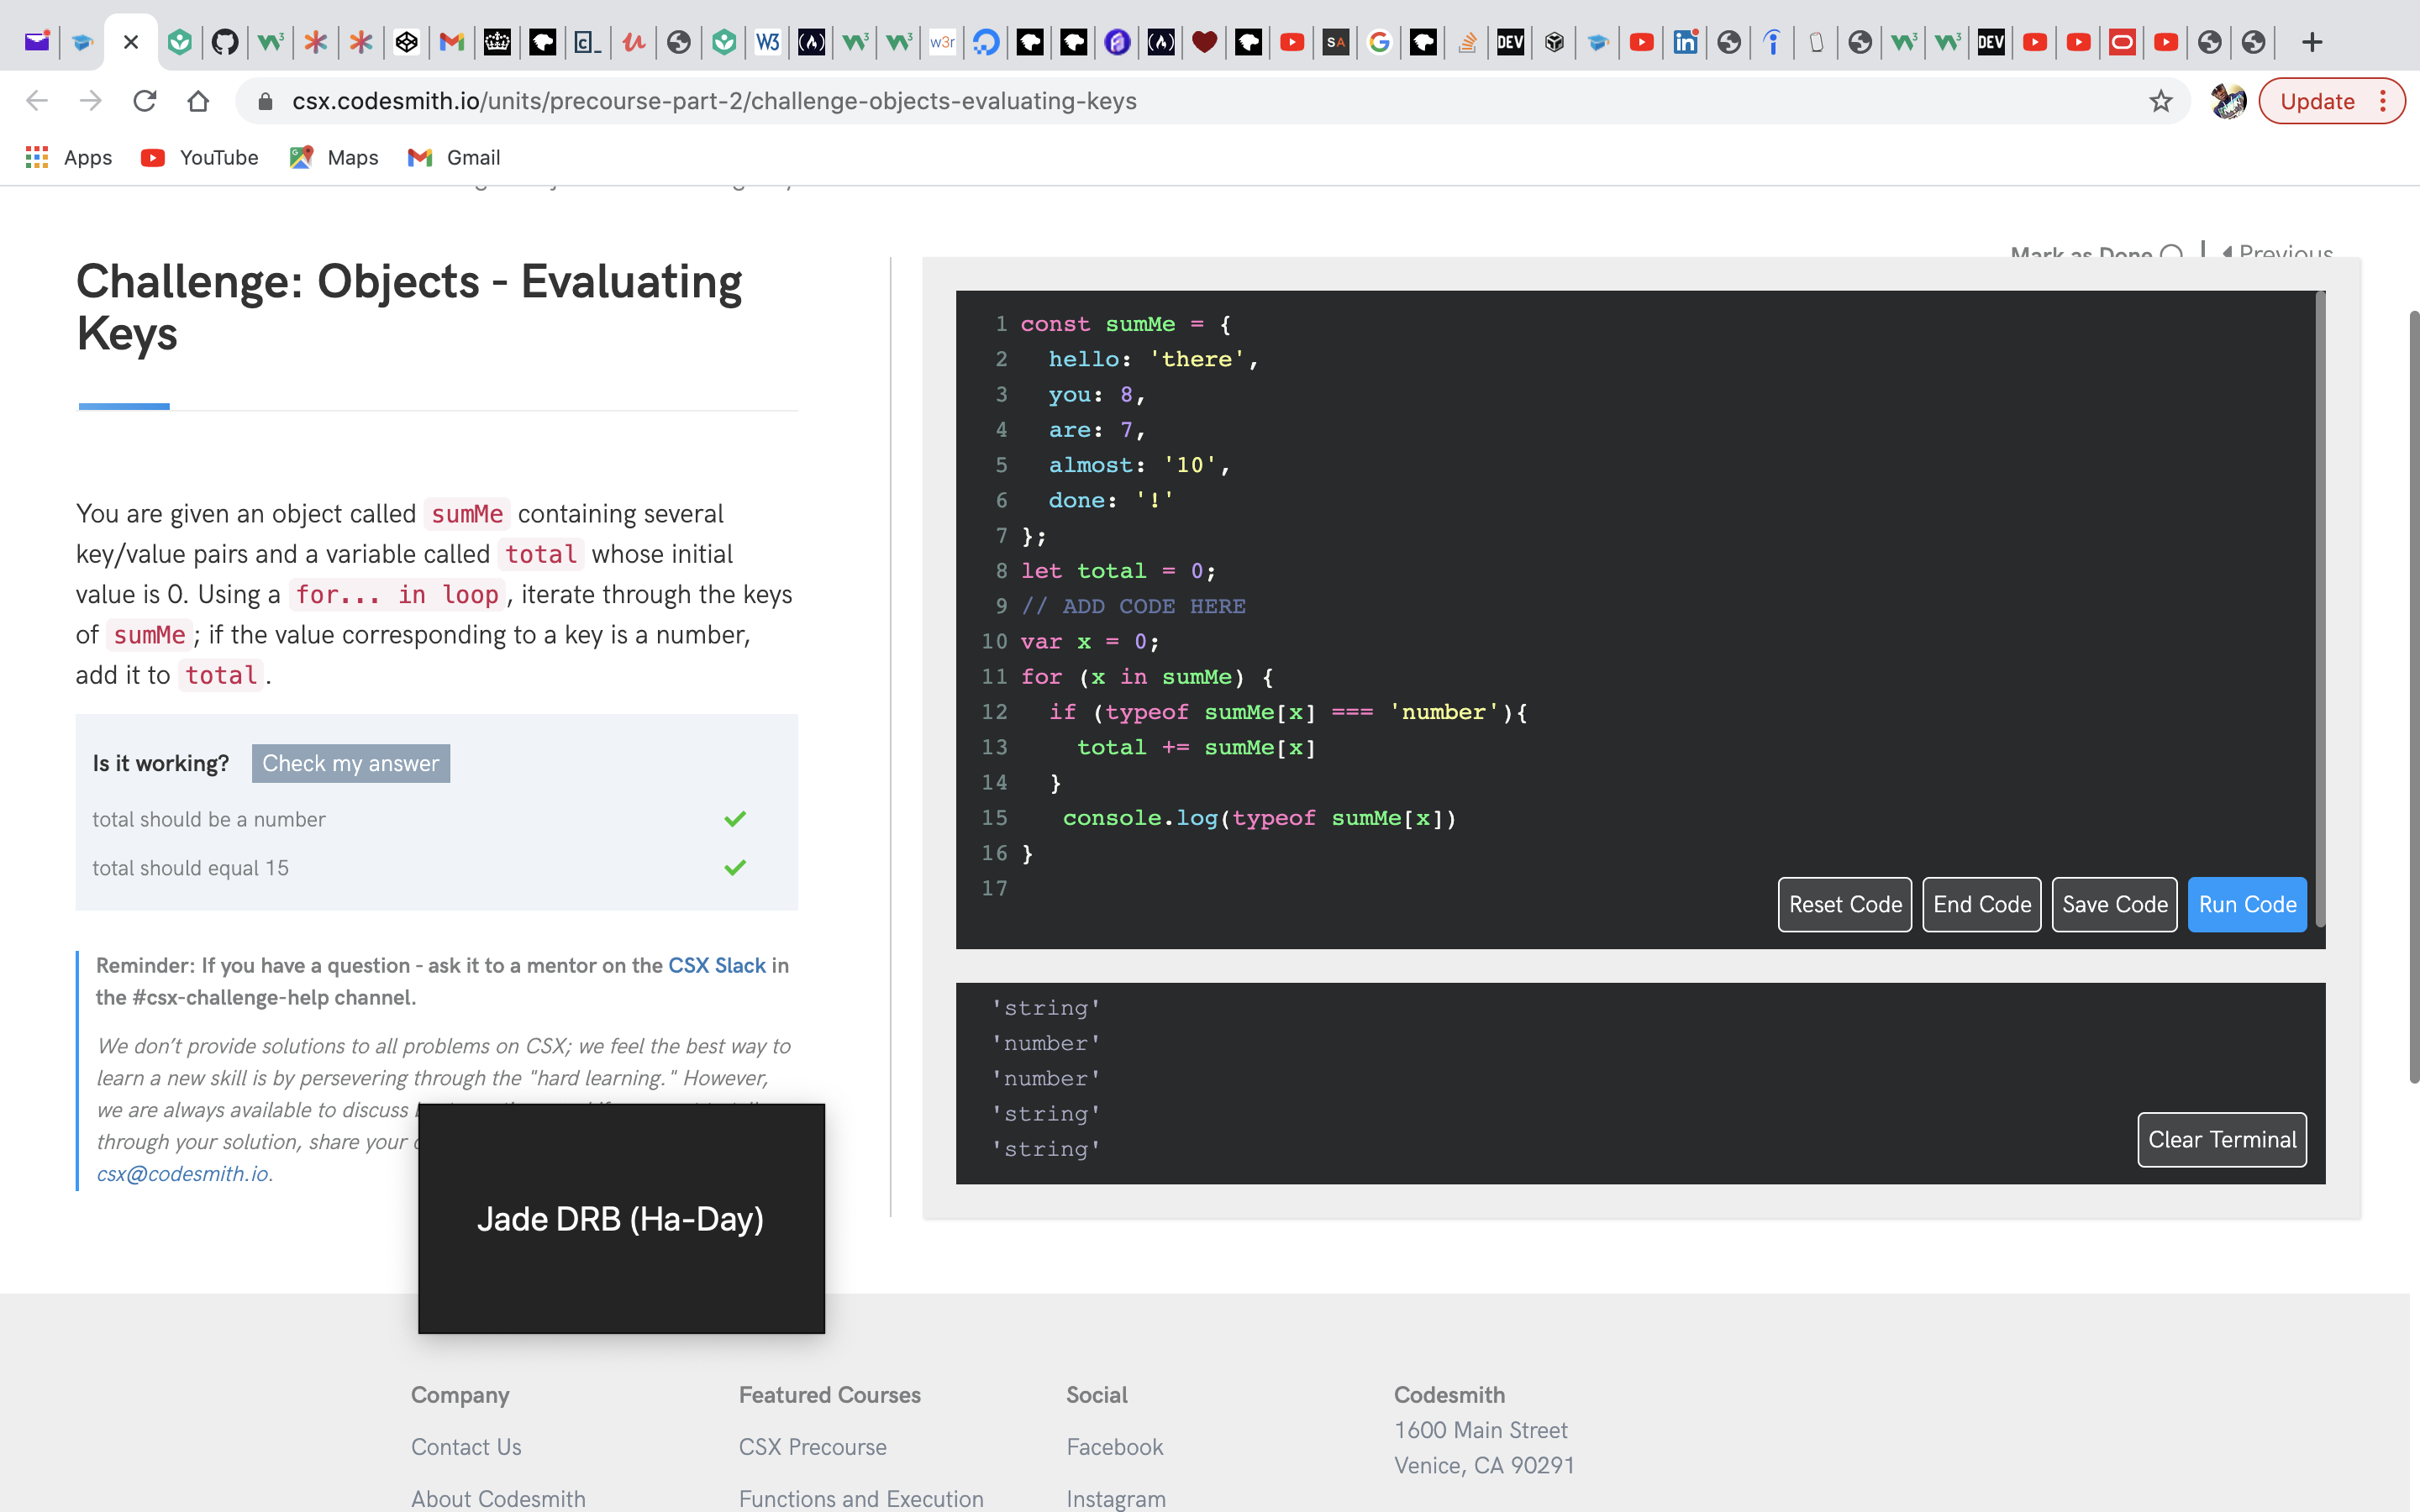 csx.codesmith.io/units/precourse-part-2/challenge-objects-evaluating-keys
Update
Apps
YouTube
Maps
Gmail
Mark as Done
Previous
Challenge: Objects - Evaluating
Keys
You are given an object called sumMe containing several
key/value pairs and a variable called total whose initial
value is 0. Using a for... in loop, iterate through the keys
of sumMe; if the value corresponding to a key is a number,
add it to total.
Is it working?
Check my answer
total should be a number
total should equal 15
Reminder: If you have a question - ask it to a mentor on the CSX Slack in
the #csx-challenge-help channel.
We don't provide solutions to all problems on CSX; we feel the best way to
learn a new skill is by persevering through the "hard learning." However,
we are always available to discuss
through your solution, share your
csx@codesmith.io.
Jade DRB (Ha-Day)
1 const sumMe = {
2 hello: 'there',
3 you: 8,
4 are: 7,
5 almost: '10',
6 done: '!'
7 };
8 let total = 0;
9 // ADD CODE HERE
10 var x = 0;
11 for (x in sumMe) {
12 if (typeof sumMe[x] === 'number'){
13 total += sumMe[x]
14 }
15 console.log(typeof sumMe[x])
16 }
17
Reset Code
End Code
Save Code
Run Code
'string'
'number'
'number'
'string'
'string'
Clear Terminal
Company
Contact Us
About Codesmith
Featured Courses
CSX Precourse
Functions and Execution
Social
Facebook
Instagram
Codesmith
1600 Main Street
Venice, CA 90291